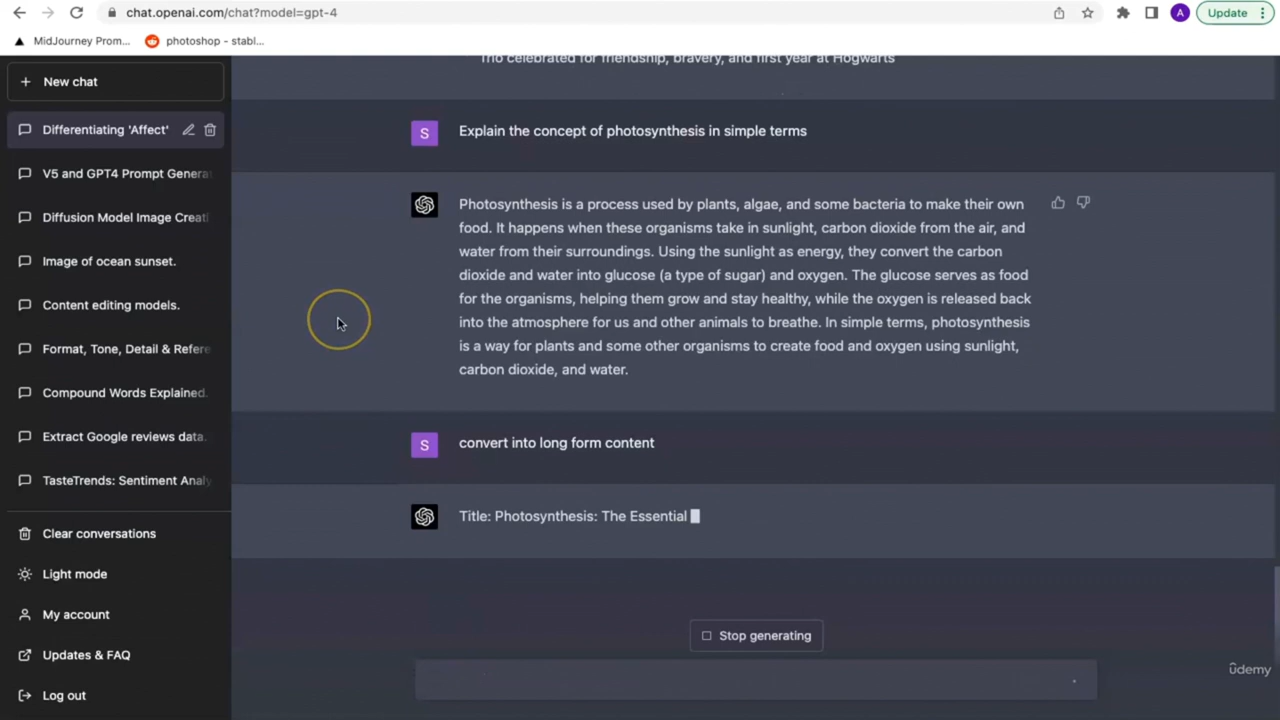 chat.openai.com/chat?model=gpt-4
A
Update
MidJourney Prom...
photoshop - stabl...
New chat
Differentiating 'Affect'
V5 and GPT4 Prompt Genera
Diffusion Model Image Creati
Image of ocean sunset.
Content editing models.
Format, Tone, Detail & Refere
Compound Words Explained.
Extract Google reviews data.
TasteTrends: Sentiment Analy
Clear conversations
Light mode
My account
Updates & FAQ
Log out
Trio celebrated for friendship, bravery, and first year at Hogwarts
S
Explain the concept of photosynthesis in simple terms
Photosynthesis is a process used by plants, algae, and some bacteria to make their own
food. It happens when these organisms take in sunlight, carbon dioxide from the air, and
water from their surroundings. Using the sunlight as energy, they convert the carbon
dioxide and water into glucose (a type of sugar) and oxygen. The glucose serves as food
for the organisms, helping them grow and stay healthy, while the oxygen is released back
into the atmosphere for us and other animals to breathe. In simple terms, photosynthesis
is a way for plants and some other organisms to create food and oxygen using sunlight,
carbon dioxide, and water.
S
convert into long form content
Title: Photosynthesis: The Essential
Stop generating
ûdemy